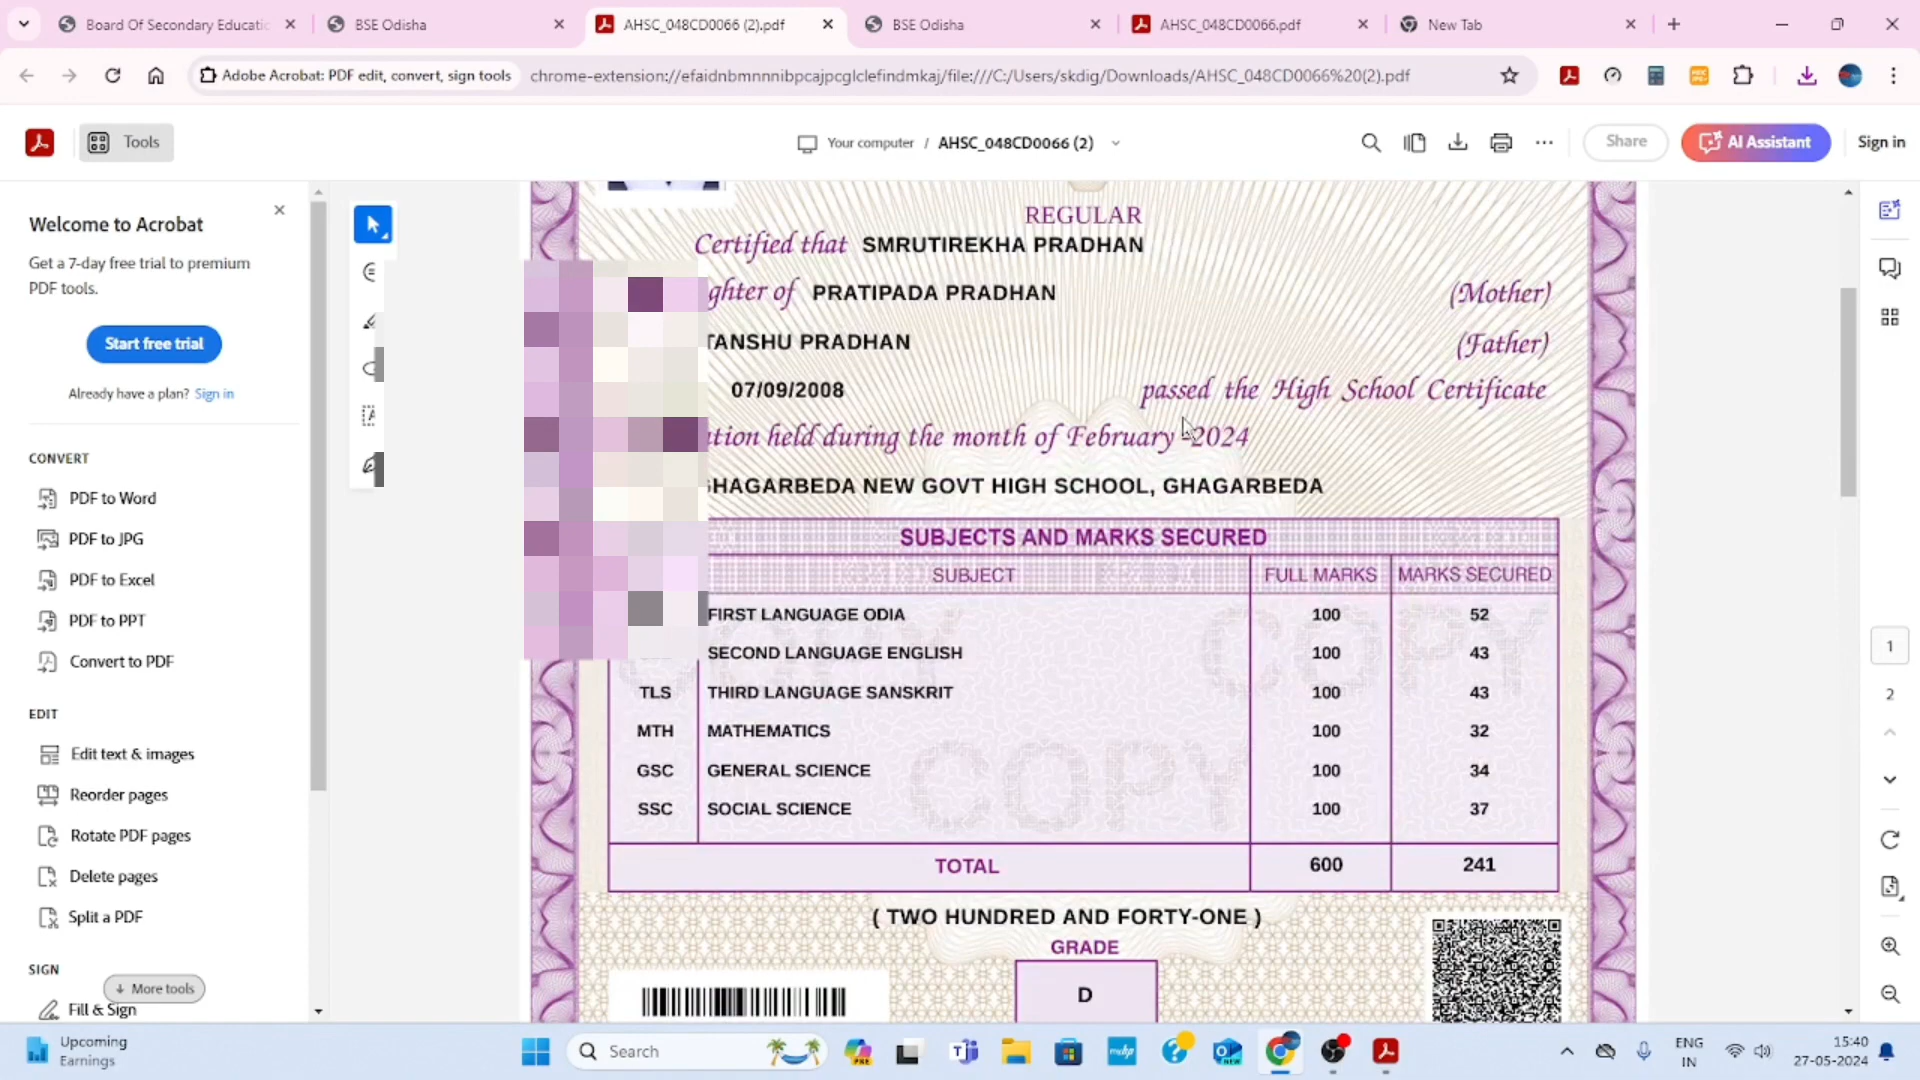 Board Of Secondary Educatic
BSE Odisha
AHSC_048CD0066 (2).pdf
BSE Odisha
AHSC_048CD0066.pdf
New Tab
Adobe Acrobat: PDF edit, convert, sign tools
chrome-extension://efaidnbmnnnibpcajpcglclefindmkaj/file:///C:/Users/skdig/Downloads/AHSC_048CD0066%20(2).pdf
Tools
Your computer / AHSC_048CD0066 (2)
Share
AI Assistant
Sign in
Welcome to Acrobat
Get a 7-day free trial to premium
PDF tools.
Start free trial
Already have a plan? Sign in
CONVERT
PDF to Word
PDF to JPG
PDF to Excel
PDF to PPT
Convert to PDF
EDIT
Edit text & images
Reorder pages
Rotate PDF pages
Delete pages
Split a PDF
SIGN
More tools
Fill & Sign
REGULAR
Certified that SMRUTIREKHA PRADHAN
ghter of PRATIPADA PRADHAN (Mother)
TANSHU PRADHAN (Father)
07/09/2008 passed the High School Certificate
tion held during the month of February -2024
HAGARBEDA NEW GOVT HIGH SCHOOL, GHAGARBEDA
SUBJECTS AND MARKS SECURED
SUBJECT FULL MARKS MARKS SECURED
FIRST LANGUAGE ODIA 100 52
SECOND LANGUAGE ENGLISH 100 43
TLS THIRD LANGUAGE SANSKRIT 100 43
MTH MATHEMATICS 100 32
GSC GENERAL SCIENCE 100 34
SSC SOCIAL SCIENCE 100 37
COPY
COPY
COPY
TOTAL 600 241
( TWO HUNDRED AND FORTY-ONE )
GRADE
D
1
2
Upcoming
Earnings
Search
PRE
NEW
ENG
IN
15:40
27-05-2024